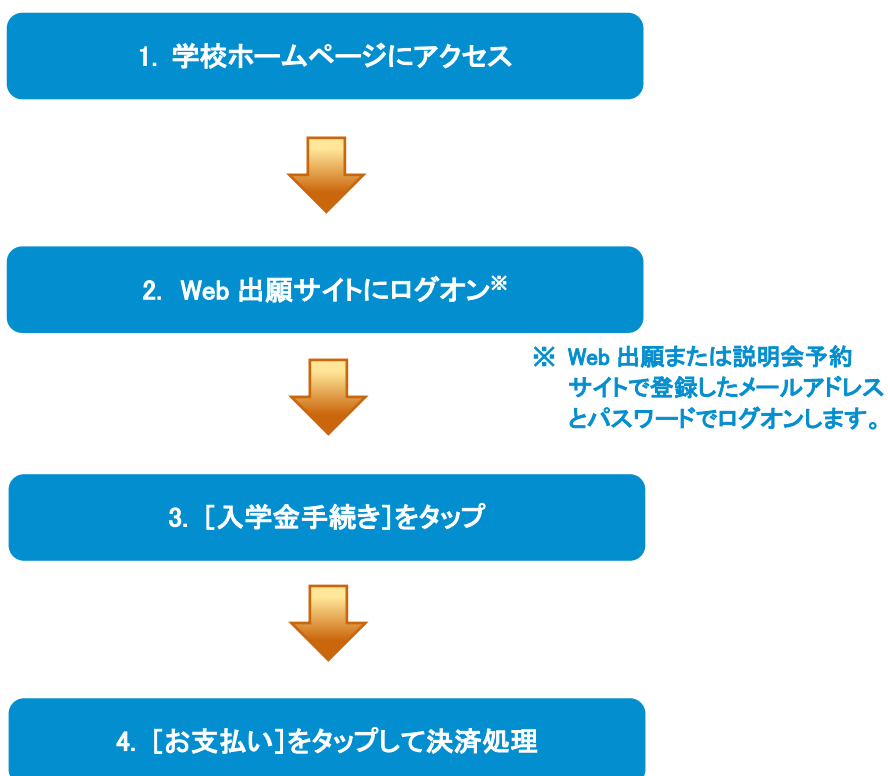 1. 学校ホームページにアクセス
2. Web 出願サイトにログオン※
※ Web 出願または説明会予約
サイトで登録したメールアドレス
とパスワードでログオンします。
3. [入学金手続き]をタップ
4. [お支払い]をタップして決済処理